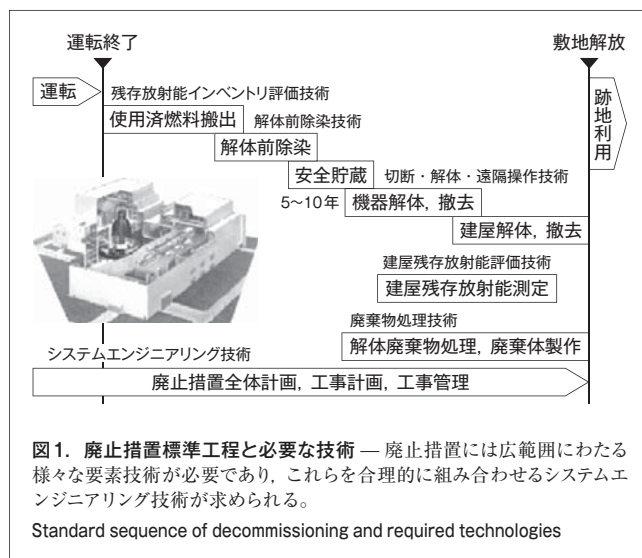 運転終了
敷地解放
運転
残存放射能インベントリ評価技術
跡地利用
使用済燃料搬出
解体前除染技術
解体前除染
安全貯蔵
切断・解体・遠隔操作技術
5~10年
機器解体,撤去
建屋解体,撤去
建屋残存放射能評価技術
建屋残存放射能測定
廃棄物処理技術
解体廃棄物処理,廃棄体製作
システムエンジニアリング技術
廃止措置全体計画,工事計画,工事管理
図1. 廃止措置標準工程と必要な技術 — 廃止措置には広範囲にわたる
様々な要素技術が必要であり,これらを合理的に組み合わせるシステムエ
ンジニアリング技術が求められる。
Standard sequence of decommissioning and required technologies